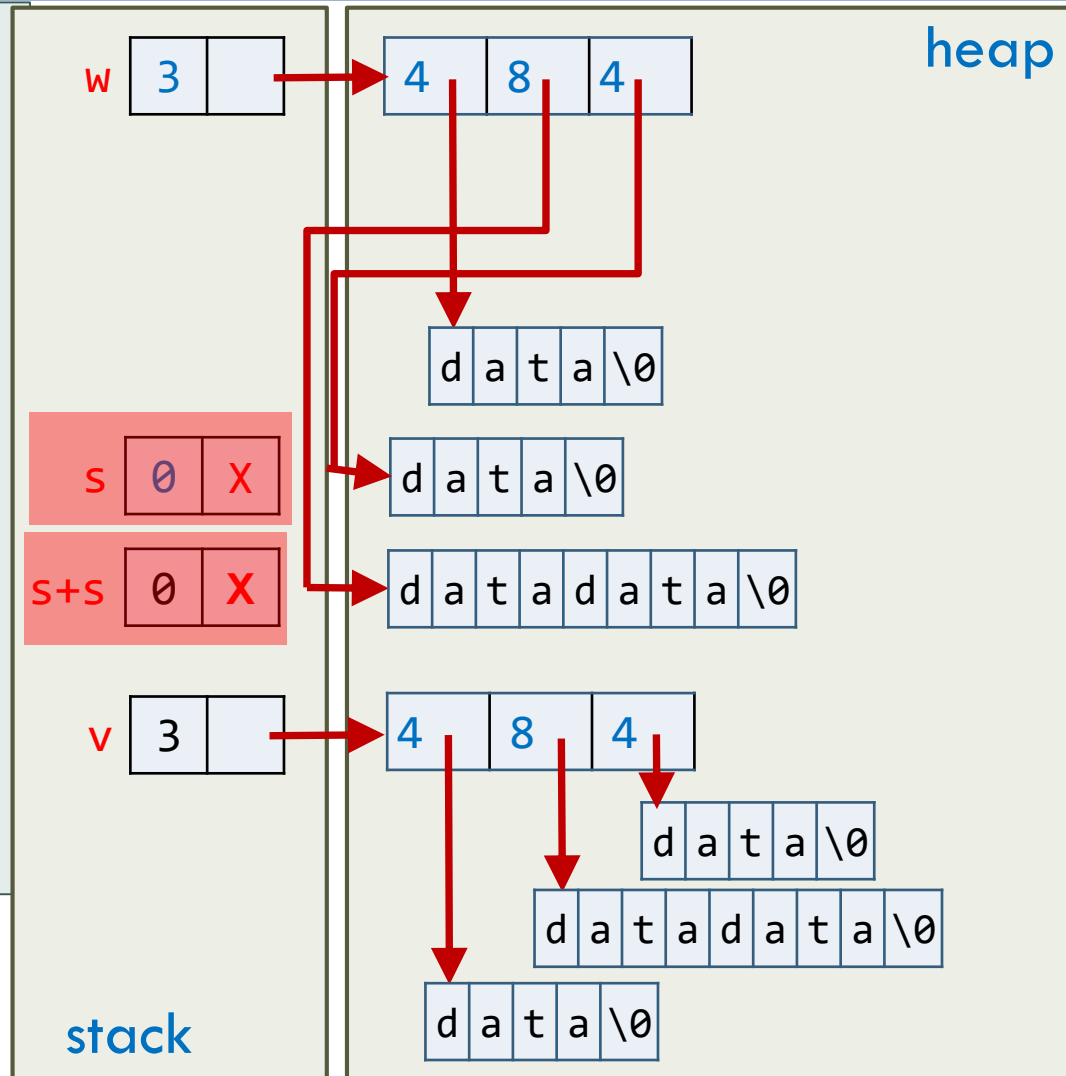 heap
w 3 4 8 4
d a t a \0
s 0 X d a t a \0
s+s 0 X d a t a d a t a \0
v 3 4 8 4
d a t a \0
d a t a d a t a \0
d a t a \0
stack